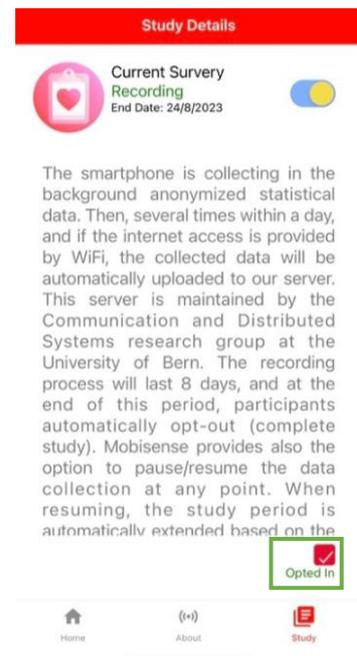 Study Details
Current Survery
Recording
End Date: 24/8/2023
The smartphone is collecting in the
background anonymized statistical
data. Then, several times within a day,
and if the internet access is provided
by WiFi, the collected data will be
automatically uploaded to our server.
This server is maintained by the
Communication and Distributed
Systems research group at the
University of Bern. The recording
process will last 8 days, and at the
end of this period, participants
automatically opt-out (complete
study). Mobisense provides also the
option to pause/resume the data
collection at any point. When
resuming, the study period is
automatically extended based on the
Opted In
Home
About
Study